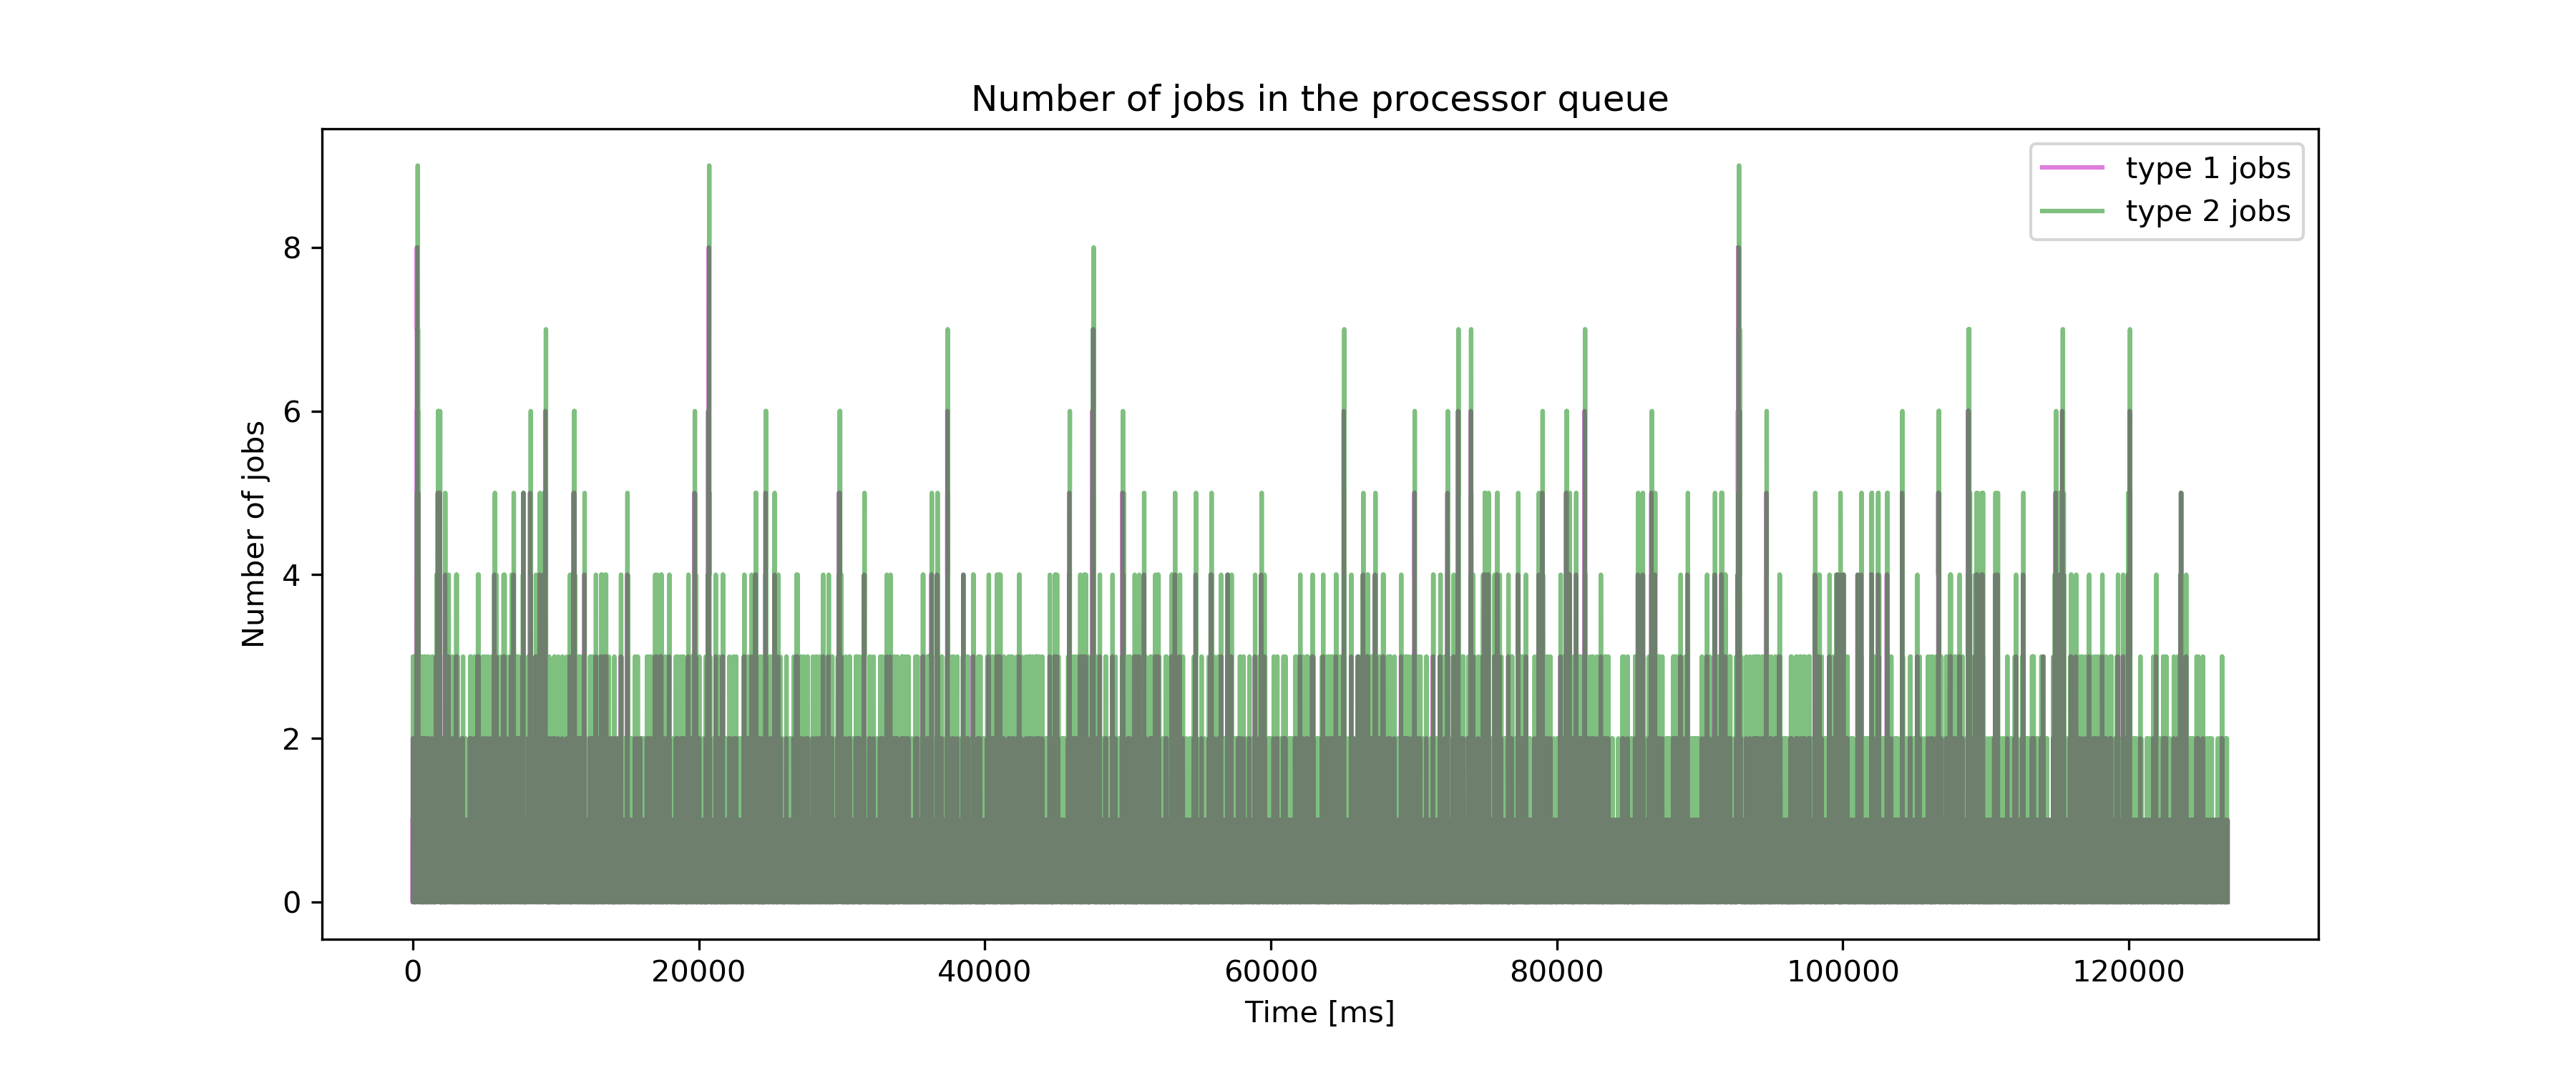 Number of jobs in the processor queue
type 1 jobs
type 2 jobs
Number of jobs
8
6
4
2
0
0 20000 40000 60000 80000 100000 120000
Time [ms]